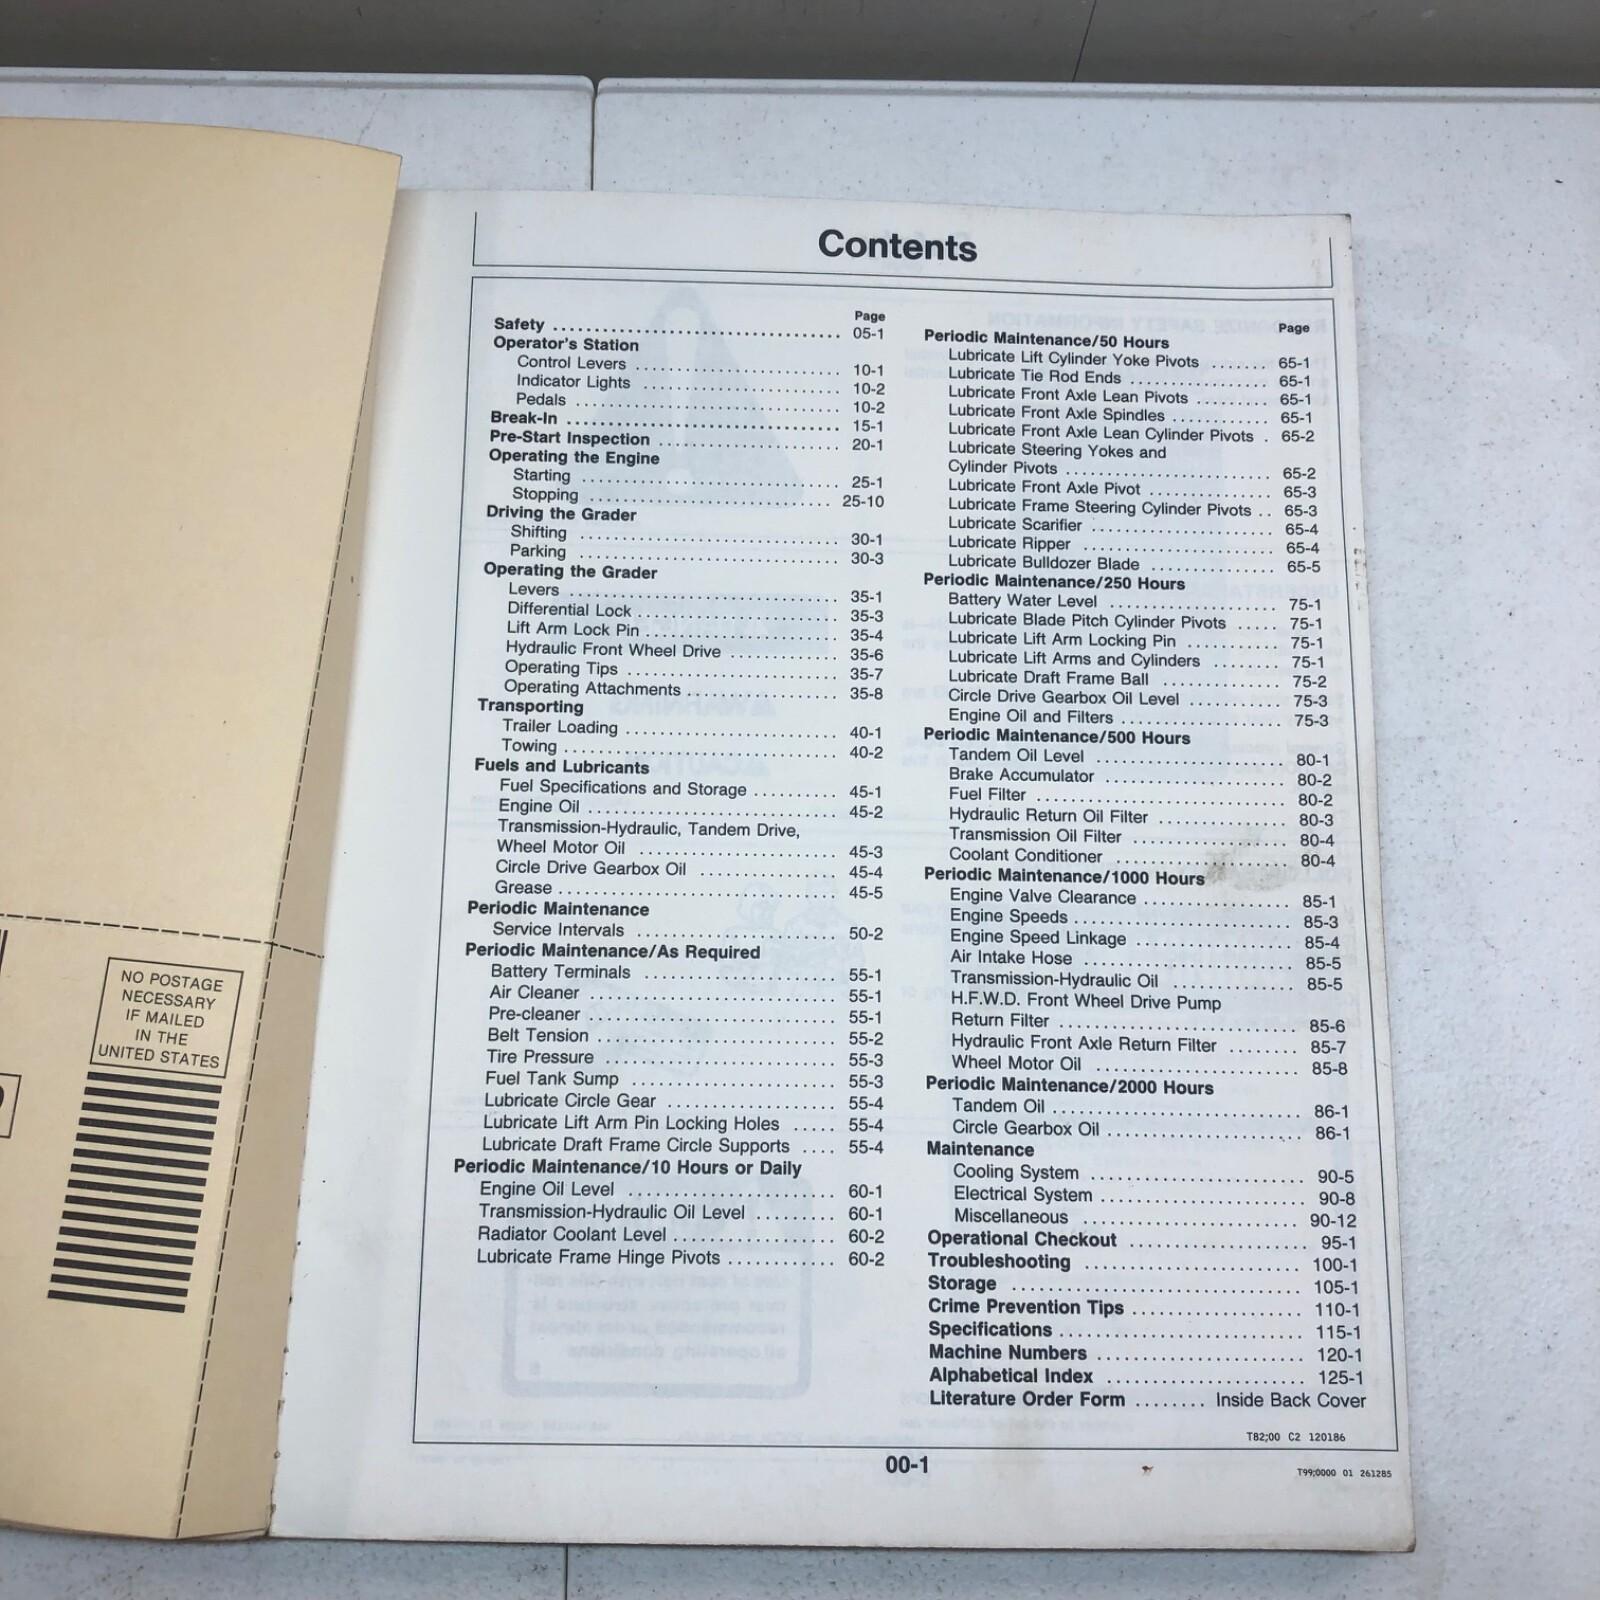 NO POSTAGE
NECESSARY
IF MAILED
IN THE
UNITED STATES
Contents
Page
Safety .......... 05-1
Operator's Station
Control Levers .......... 10-1
Indicator Lights .......... 10-2
Pedals .......... 10-2
Break-In .......... 15-1
Pre-Start Inspection .......... 20-1
Operating the Engine
Starting .......... 25-1
Stopping .......... 25-10
Driving the Grader
Shifting .......... 30-1
Parking .......... 30-3
Operating the Grader
Levers .......... 35-1
Differential Lock .......... 35-3
Lift Arm Lock Pin .......... 35-4
Hydraulic Front Wheel Drive .......... 35-6
Operating Tips .......... 35-7
Operating Attachments .......... 35-8
Transporting
Trailer Loading .......... 40-1
Towing .......... 40-2
Fuels and Lubricants
Fuel Specifications and Storage .......... 45-1
Engine Oil .......... 45-2
Transmission-Hydraulic, Tandem Drive,
Wheel Motor Oil .......... 45-3
Circle Drive Gearbox Oil .......... 45-4
Grease .......... 45-5
Periodic Maintenance
Service Intervals .......... 50-2
Periodic Maintenance/As Required
Battery Terminals .......... 55-1
Air Cleaner .......... 55-1
Pre-cleaner .......... 55-1
Belt Tension .......... 55-2
Tire Pressure .......... 55-3
Fuel Tank Sump .......... 55-3
Lubricate Circle Gear .......... 55-4
Lubricate Lift Arm Pin Locking Holes ..... 55-4
Lubricate Draft Frame Circle Supports .... 55-4
Periodic Maintenance/10 Hours or Daily
Engine Oil Level .......... 60-1
Transmission-Hydraulic Oil Level ......... 60-1
Radiator Coolant Level .......... 60-2
Lubricate Frame Hinge Pivots .......... 60-2
Page
Periodic Maintenance/50 Hours
Lubricate Lift Cylinder Yoke Pivots ....... 65-1
Lubricate Tie Rod Ends .......... 65-1
Lubricate Front Axle Lean Pivots ......... 65-1
Lubricate Front Axle Spindles .......... 65-1
Lubricate Front Axle Lean Cylinder Pivots . 65-2
Lubricate Steering Yokes and
Cylinder Pivots .......... 65-2
Lubricate Front Axle Pivot .......... 65-3
Lubricate Frame Steering Cylinder Pivots .. 65-3
Lubricate Scarifier .......... 65-4
Lubricate Ripper .......... 65-4
Lubricate Bulldozer Blade .......... 65-5
Periodic Maintenance/250 Hours
Battery Water Level .......... 75-1
Lubricate Blade Pitch Cylinder Pivots ..... 75-1
Lubricate Lift Arm Locking Pin .......... 75-1
Lubricate Lift Arms and Cylinders ........ 75-1
Lubricate Draft Frame Ball .......... 75-2
Circle Drive Gearbox Oil Level .......... 75-3
Engine Oil and Filters .......... 75-3
Periodic Maintenance/500 Hours
Tandem Oil Level .......... 80-1
Brake Accumulator .......... 80-2
Fuel Filter .......... 80-2
Hydraulic Return Oil Filter .......... 80-3
Transmission Oil Filter .......... 80-4
Coolant Conditioner .......... 80-4
Periodic Maintenance/1000 Hours
Engine Valve Clearance .......... 85-1
Engine Speeds .......... 85-3
Engine Speed Linkage .......... 85-4
Air Intake Hose .......... 85-5
Transmission-Hydraulic Oil .......... 85-5
H.F.W.D. Front Wheel Drive Pump
Return Filter .......... 85-6
Hydraulic Front Axle Return Filter ........ 85-7
Wheel Motor Oil .......... 85-8
Periodic Maintenance/2000 Hours
Tandem Oil .......... 86-1
Circle Gearbox Oil .......... 86-1
Maintenance
Cooling System .......... 90-5
Electrical System .......... 90-8
Miscellaneous .......... 90-12
Operational Checkout .......... 95-1
Troubleshooting .......... 100-1
Storage .......... 105-1
Crime Prevention Tips .......... 110-1
Specifications .......... 115-1
Machine Numbers .......... 120-1
Alphabetical Index .......... 125-1
Literature Order Form ........ Inside Back Cover
T82;00 C2 120186
00-1
T99;0000 01 261285